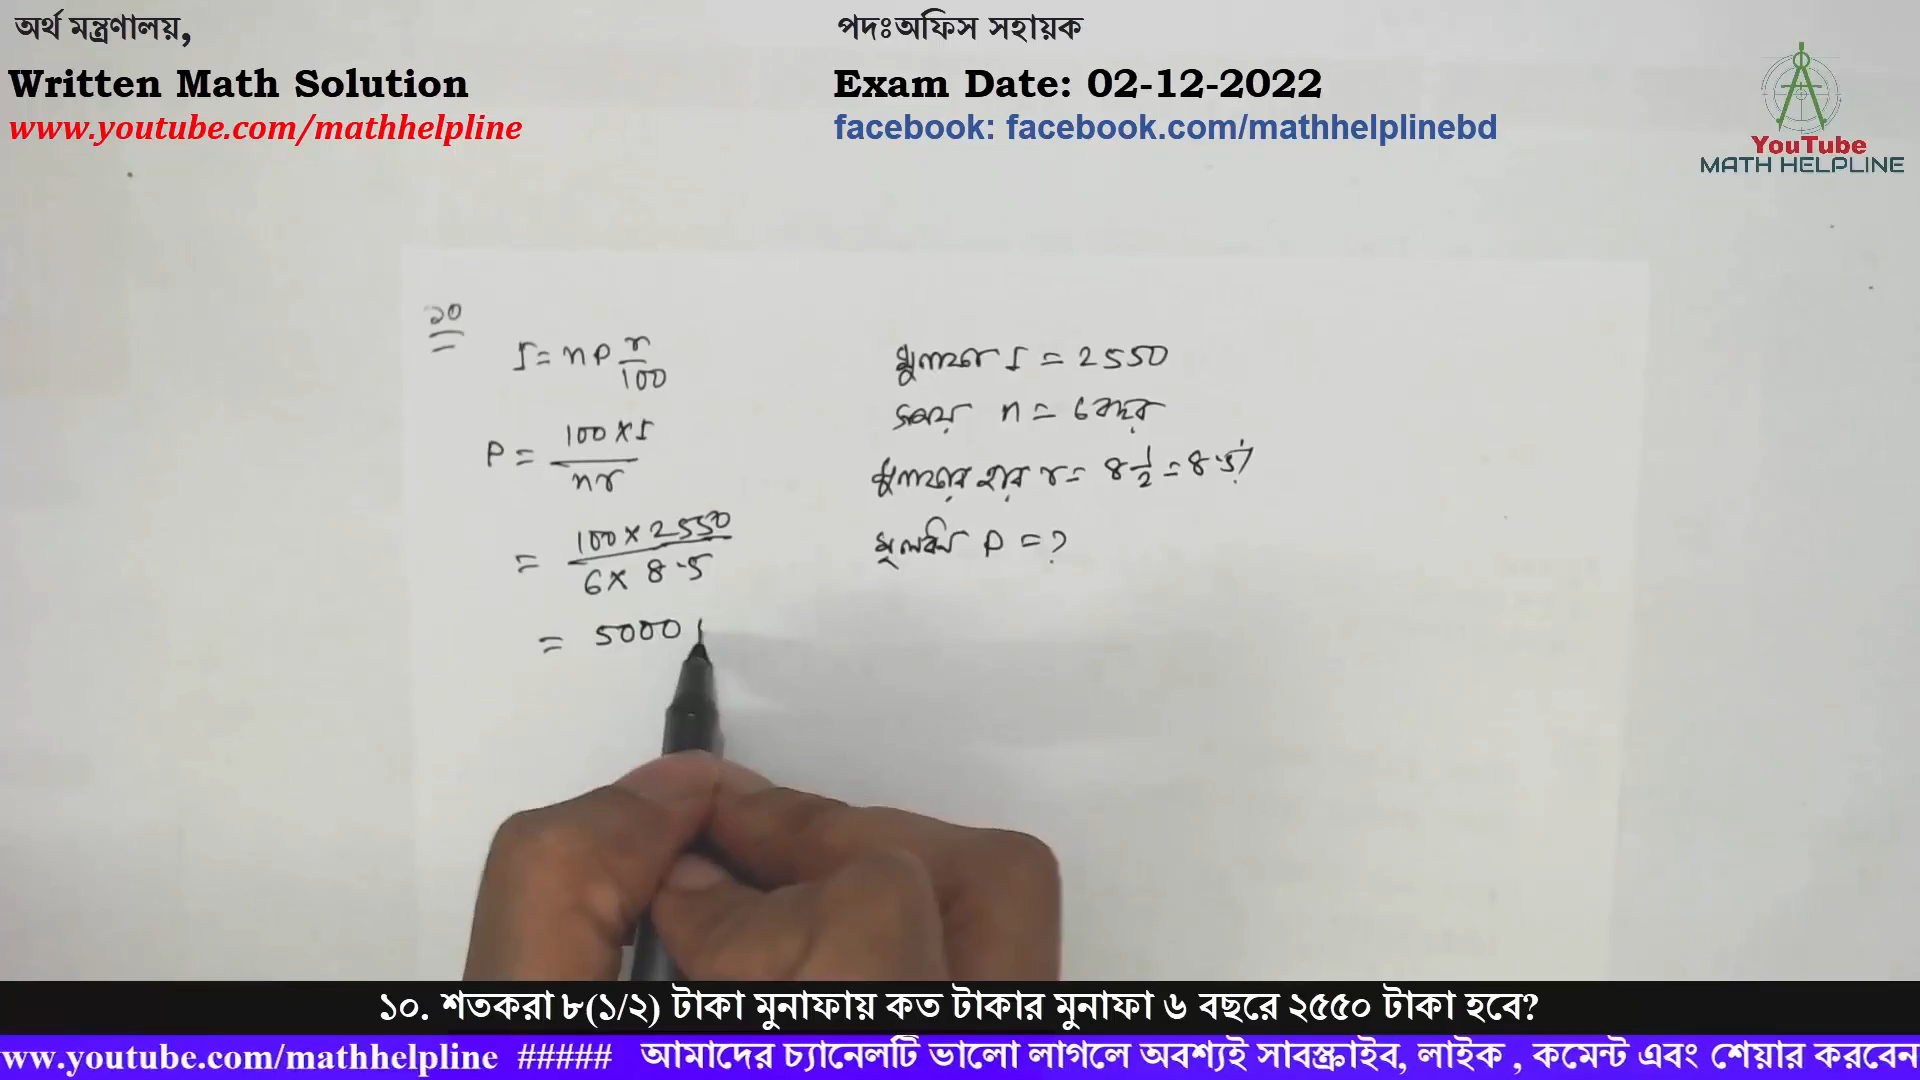 অর্থ মন্ত্রণালয়,
পদঃঅফিস সহায়ক
Written Math Solution
Exam Date: 02-12-2022
www.youtube.com/mathhelpline
facebook: facebook.com/mathhelplinebd
YouTube
MATH HELPLINE
১০
I = n P r/100
P = 100 × I / nr
= 100 × 2550 / 6 × 8.5
= 5000
মুনাফা I = 2550
সময় n = 6 বছর
মুনাফার হার r = 8 1/2 = 8.5%
মূলধন P = ?
১০. শতকরা ৮(১/২) টাকা মুনাফায় কত টাকার মুনাফা ৬ বছরে ২৫৫০ টাকা হবে?
ww.youtube.com/mathhelpline ##### আমাদের চ্যানেলটি ভালো লাগলে অবশ্যই সাবস্ক্রাইব, লাইক , কমেন্ট এবং শেয়ার করবেন